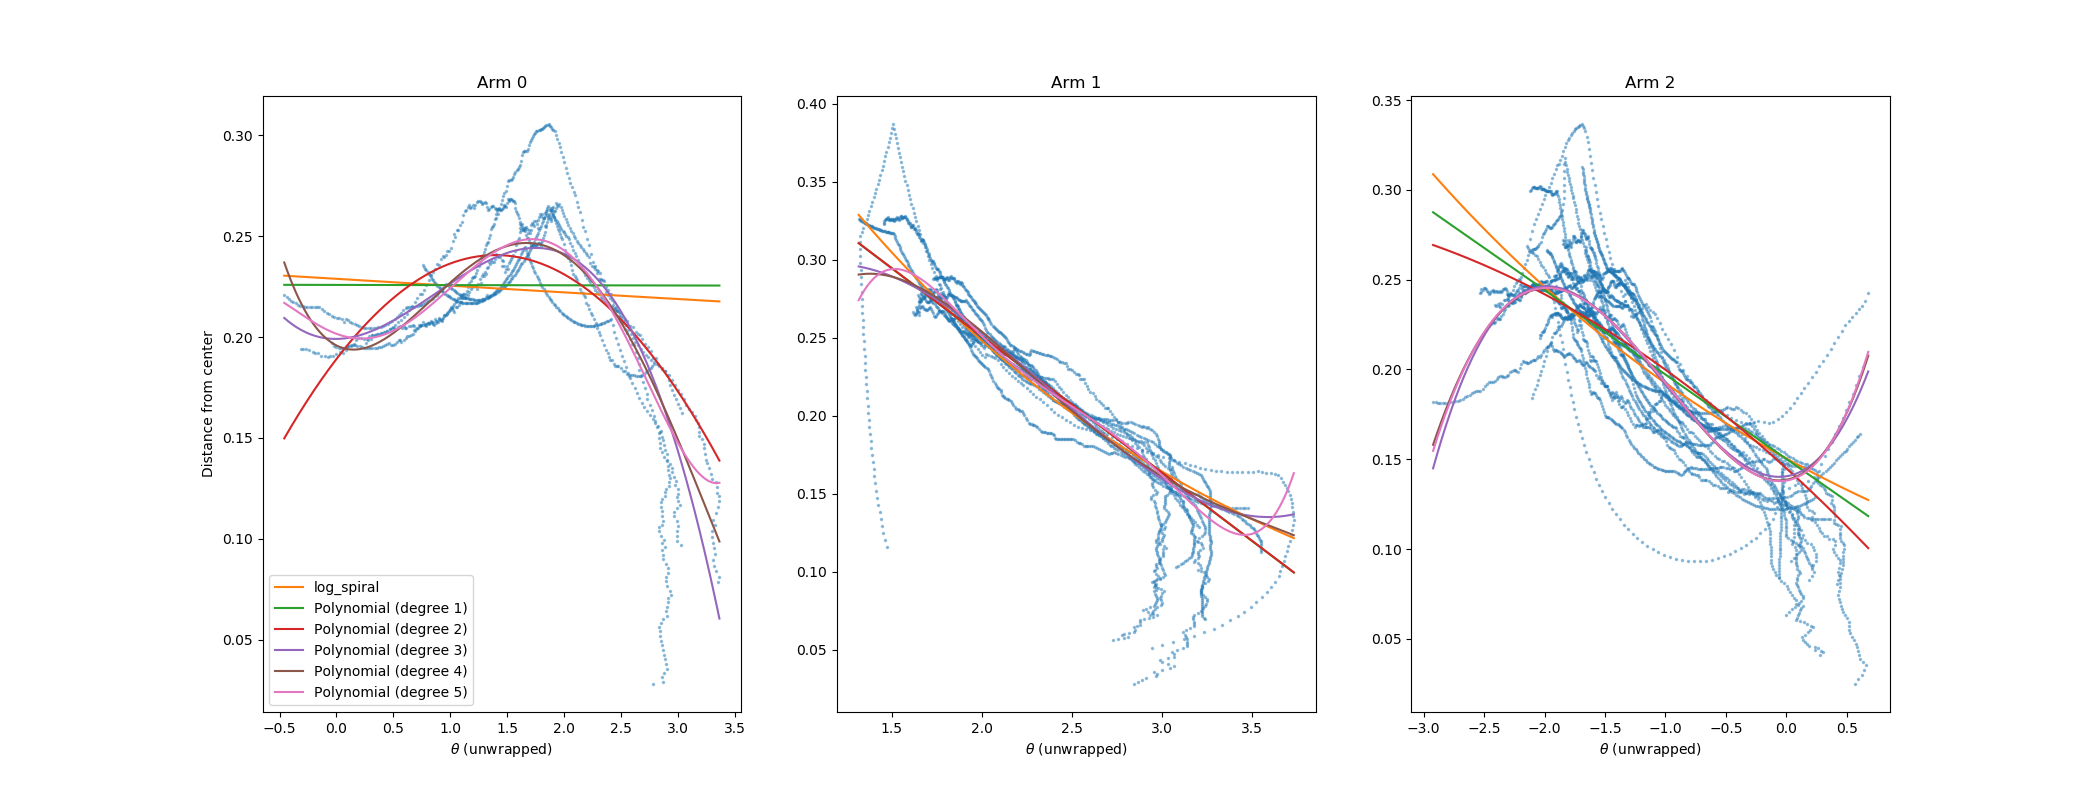 Arm 0
Arm 1
Arm 2
Distance from center
0.30
0.25
0.20
0.15
0.10
0.05
log_spiral
Polynomial (degree 1)
Polynomial (degree 2)
Polynomial (degree 3)
Polynomial (degree 4)
Polynomial (degree 5)
−0.5 0.0 0.5 1.0 1.5 2.0 2.5 3.0 3.5
θ (unwrapped)
0.40
0.35
0.30
0.25
0.20
0.15
0.10
0.05
1.5 2.0 2.5 3.0 3.5
θ (unwrapped)
0.35
0.30
0.25
0.20
0.15
0.10
0.05
−3.0 −2.5 −2.0 −1.5 −1.0 −0.5 0.0 0.5
θ (unwrapped)